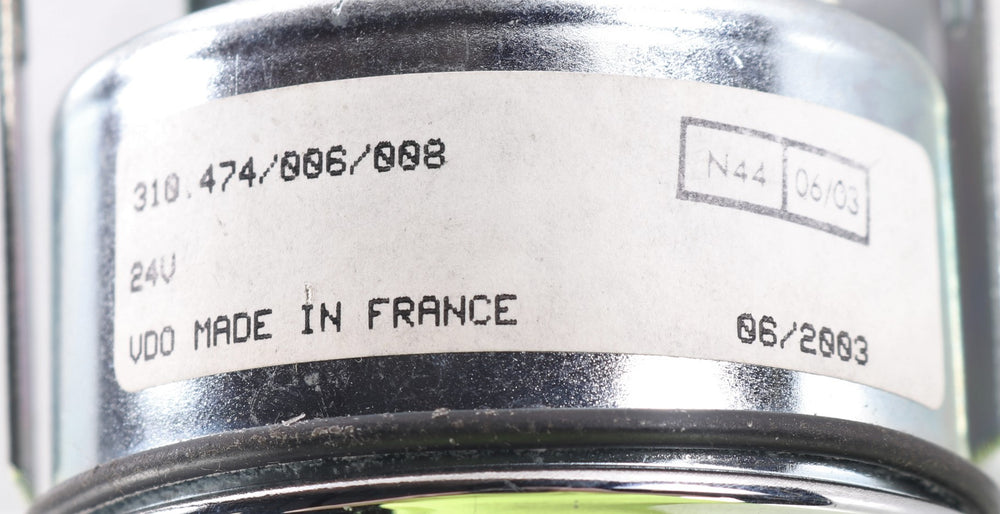 310.474/006/008
N44 06/03
24V
VDO MADE IN FRANCE
06/2003